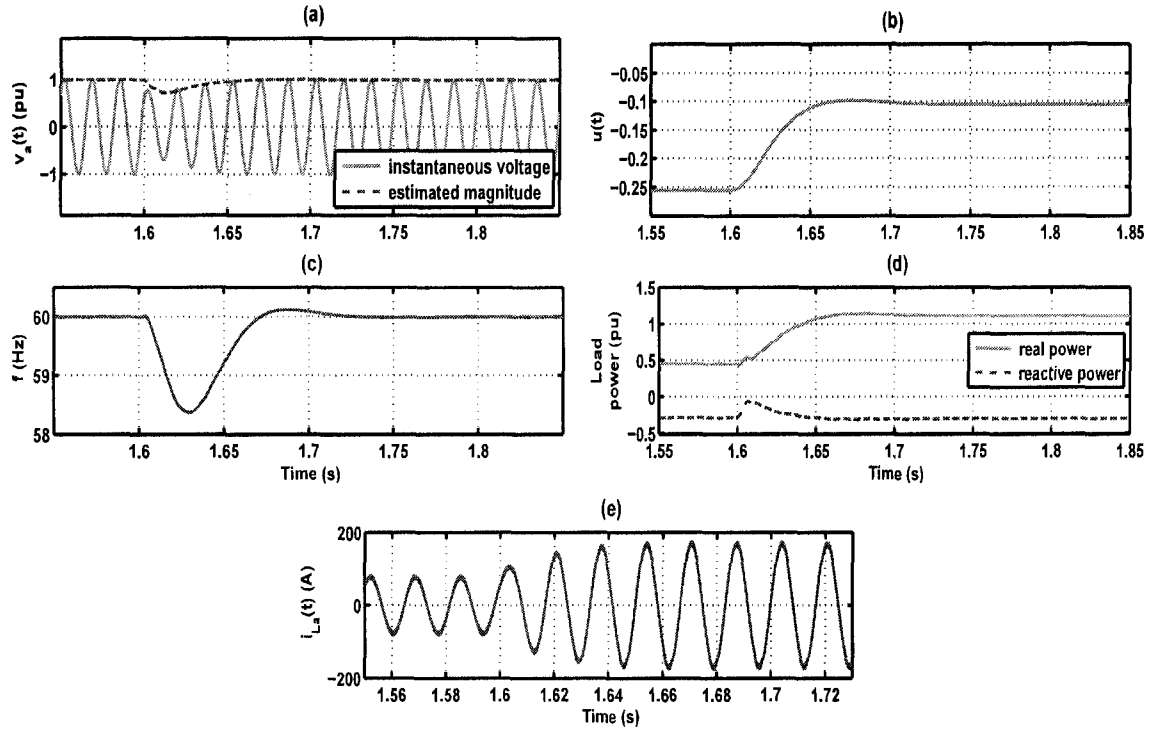 (a)
v_a(t) (pu)
1
0
−1
instantaneous voltage
estimated magnitude
1.6 1.65 1.7 1.75 1.8
(b)
u(t)
−0.05
−0.1
−0.15
−0.2
−0.25
1.55 1.6 1.65 1.7 1.75 1.8 1.85
(c)
f (Hz)
60
59
58
1.6 1.65 1.7 1.75 1.8
Time (s)
(d)
Load
power (pu)
1.5
1
0.5
0
−0.5
real power
reactive power
1.55 1.6 1.65 1.7 1.75 1.8 1.85
Time (s)
(e)
i_La(t) (A)
200
0
−200
1.56 1.58 1.6 1.62 1.64 1.66 1.68 1.7 1.72
Time (s)